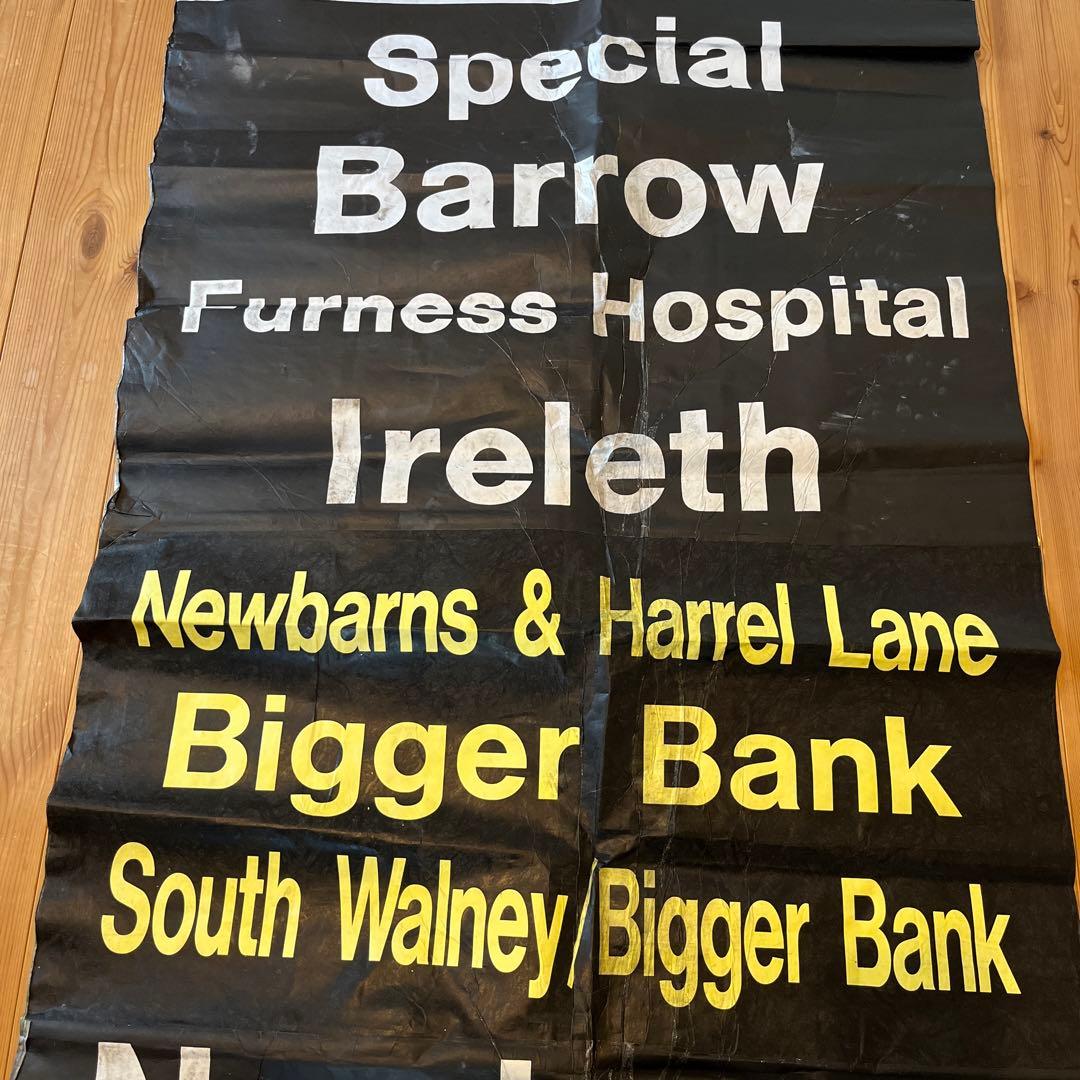 Special
Barrow
Furness Hospital
Ireleth
Newbarns & Harrel Lane
Bigger Bank
South Walney/Bigger Bank